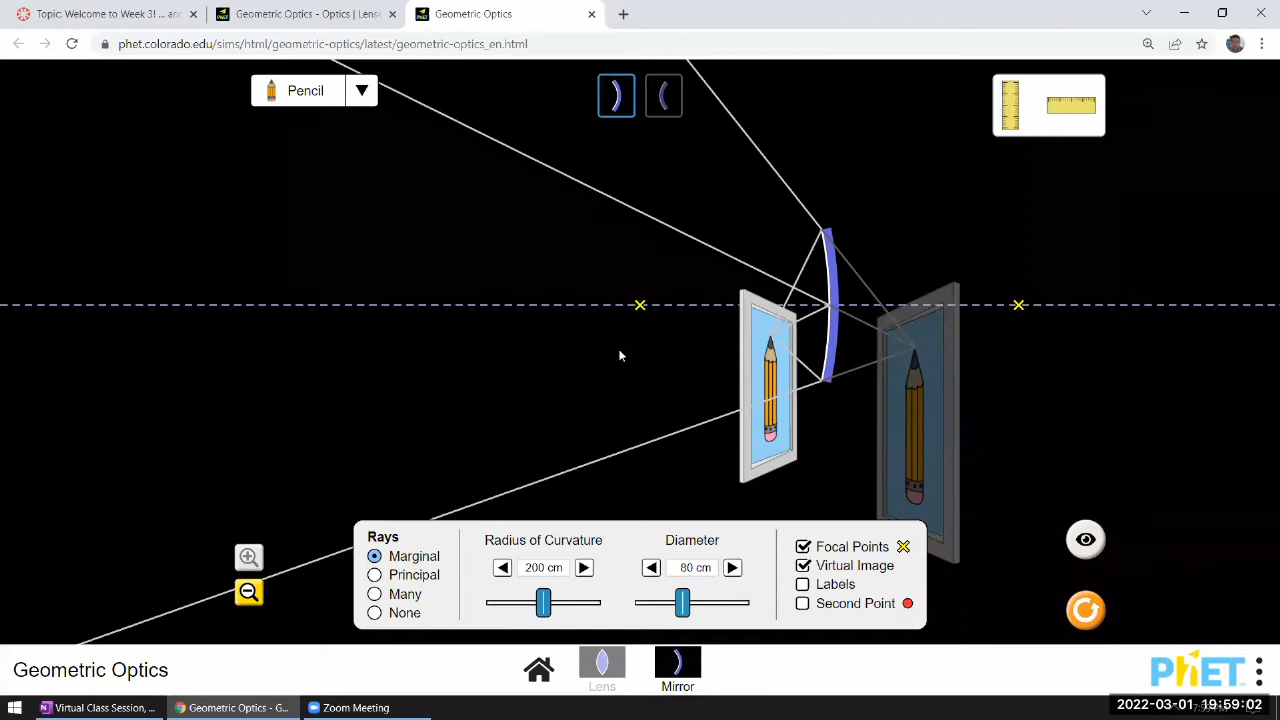 Topic: Welcome to Week 8! ... and
Geometric Optics - Optics | Lense
Geometric Optics
phet.colorado.edu/sims/html/geometric-optics/latest/geometric-optics_en.html
Pencil
Rays
Marginal
Principal
Many
None
Radius of Curvature
200 cm
Diameter
80 cm
Focal Points
Virtual Image
Labels
Second Point
Geometric Optics
Lens
Mirror
PhET
Virtual Class Session, ...
Geometric Optics - G...
Zoom Meeting
2022-03-01 19:59:02